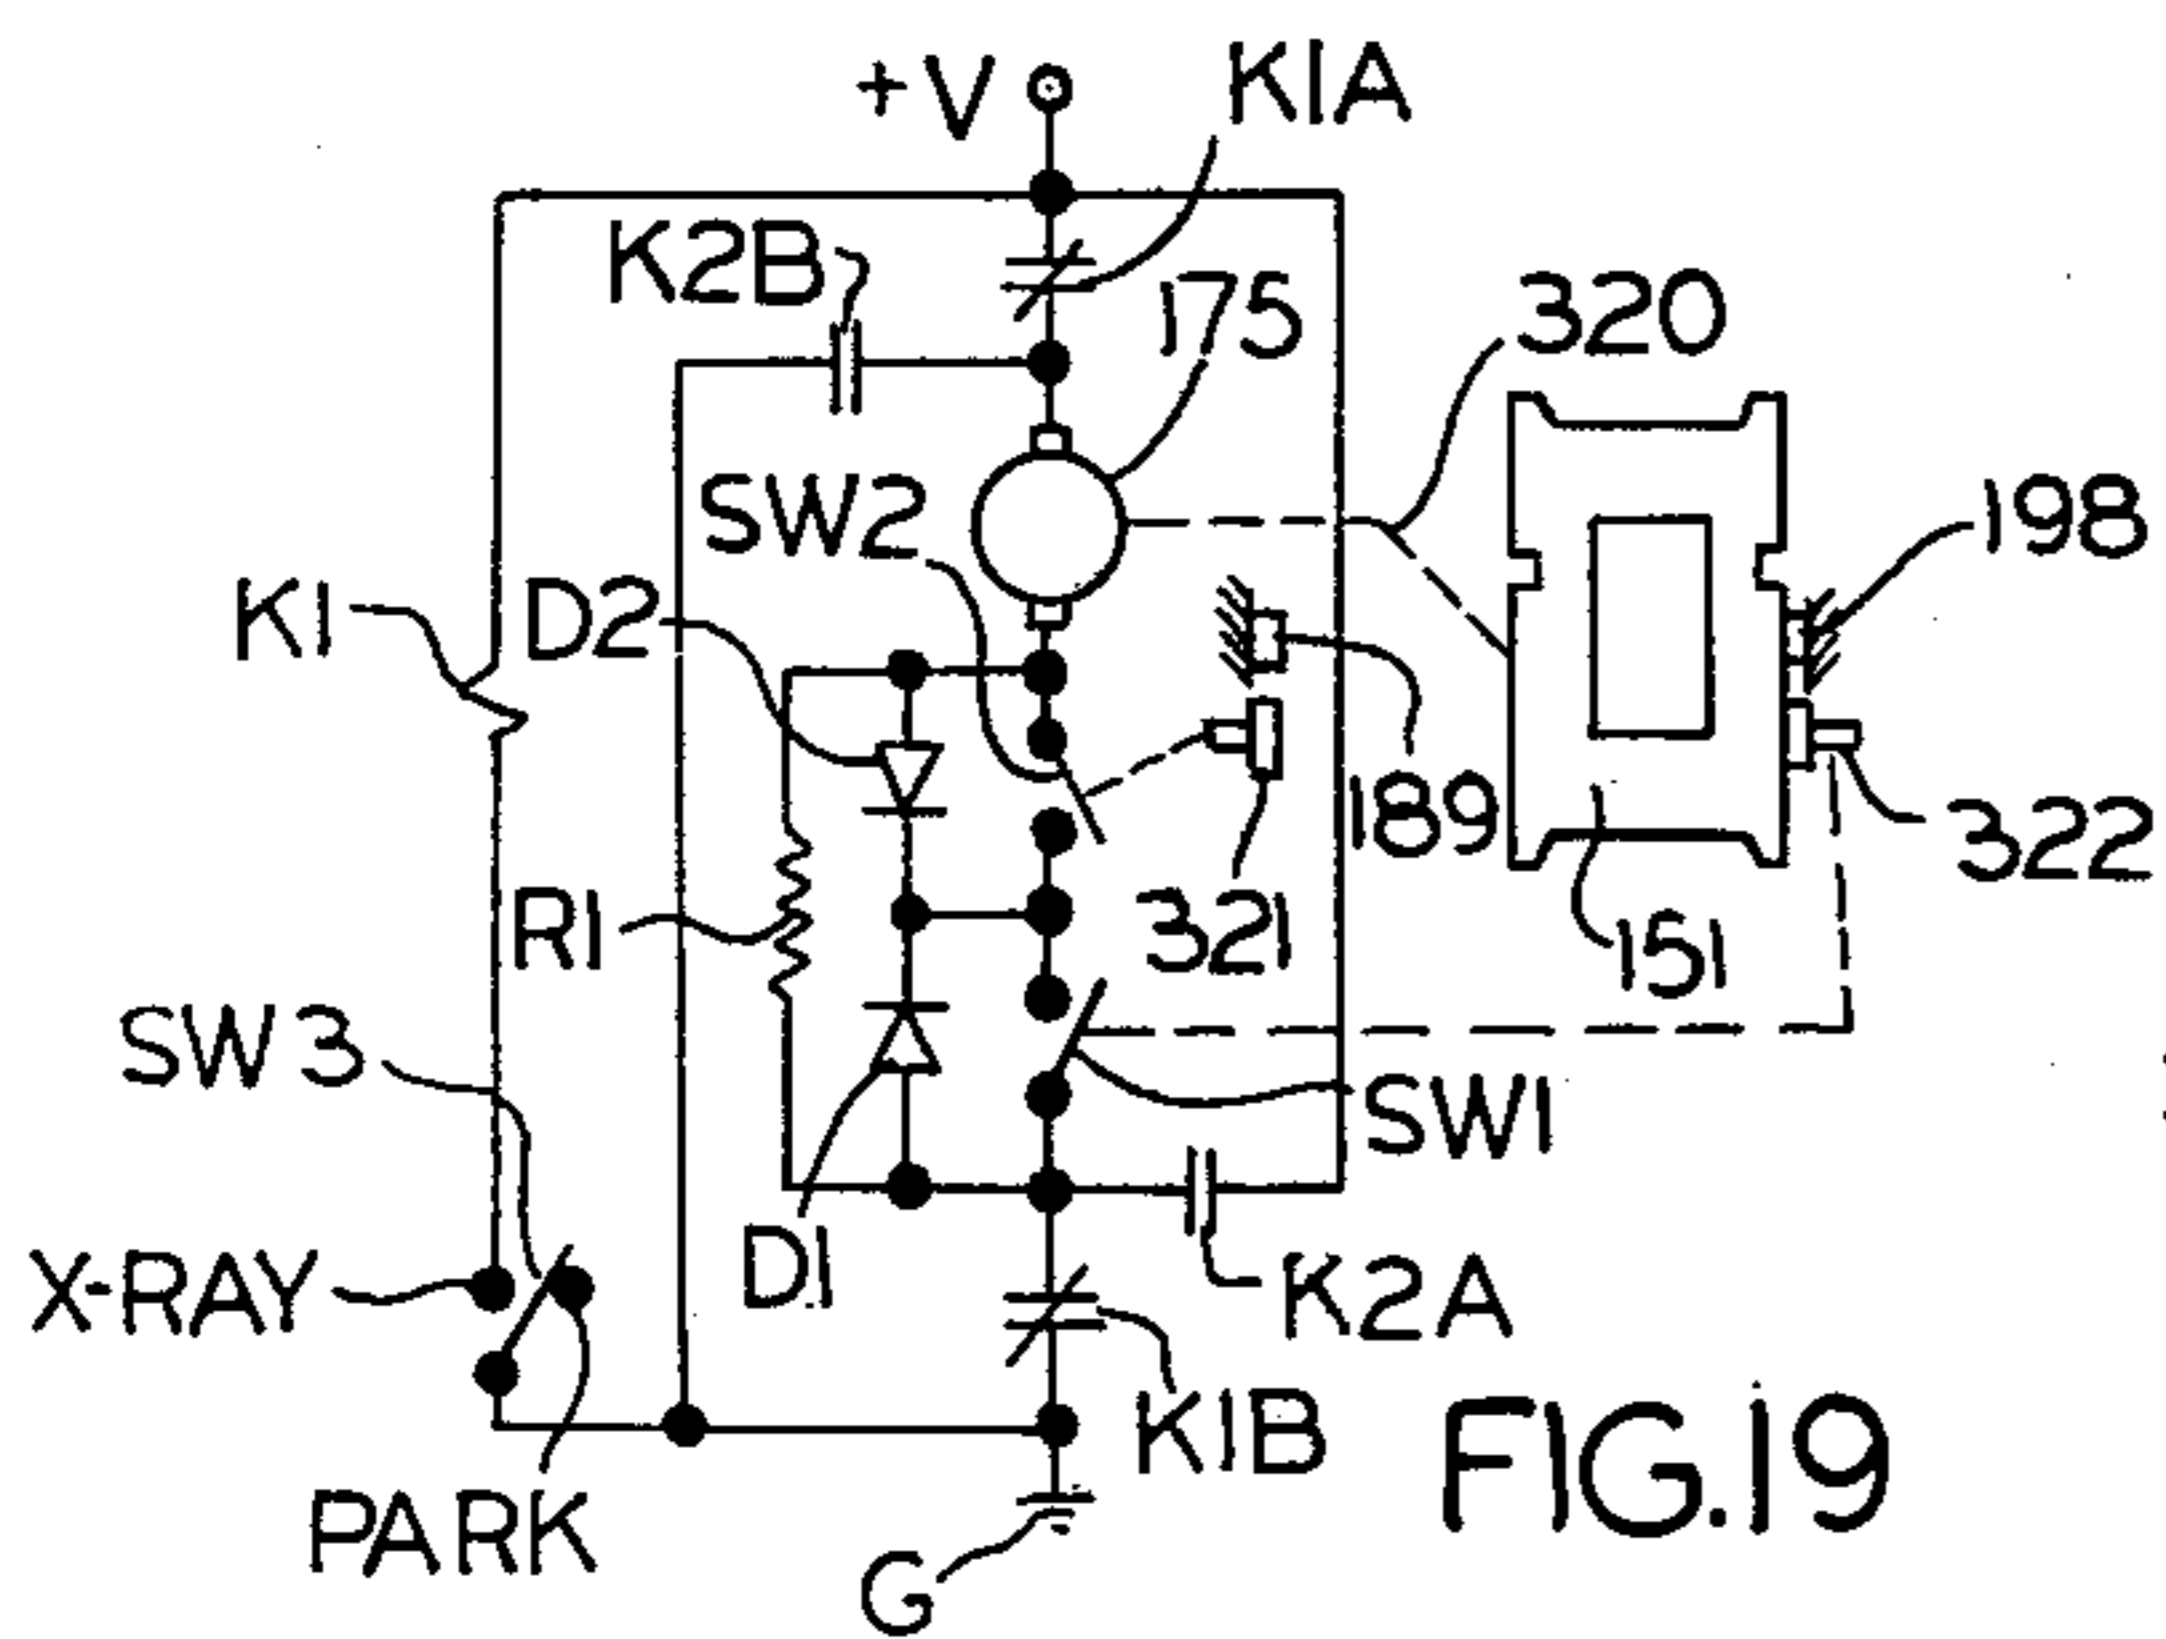 +V
K1A
K2B
175
320
SW2
198
K1
D2
189
322
R1
321
151
SW3
SW1
X-RAY
D1
K2A
K1B
PARK
G
FIG.19